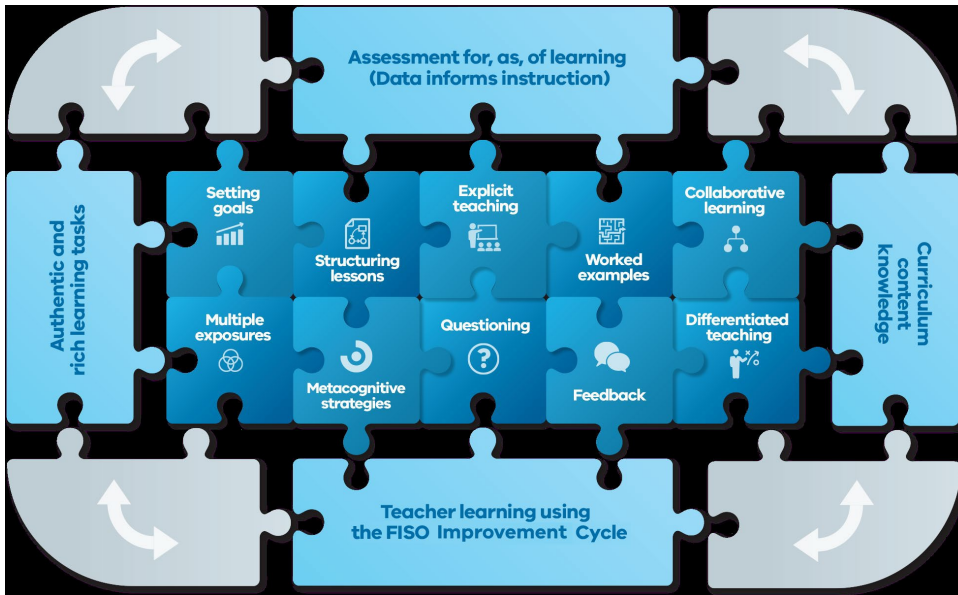 Assessment for, as, of learning
(Data informs instruction)
Authentic and
rich learning tasks
Setting
goals
Structuring
lessons
Explicit
teaching
Worked
examples
Collaborative
learning
Multiple
exposures
Metacognitive
strategies
Questioning
?
Feedback
Differentiated
teaching
Curriculum
content
knowledge
Teacher learning using
the FISO Improvement Cycle